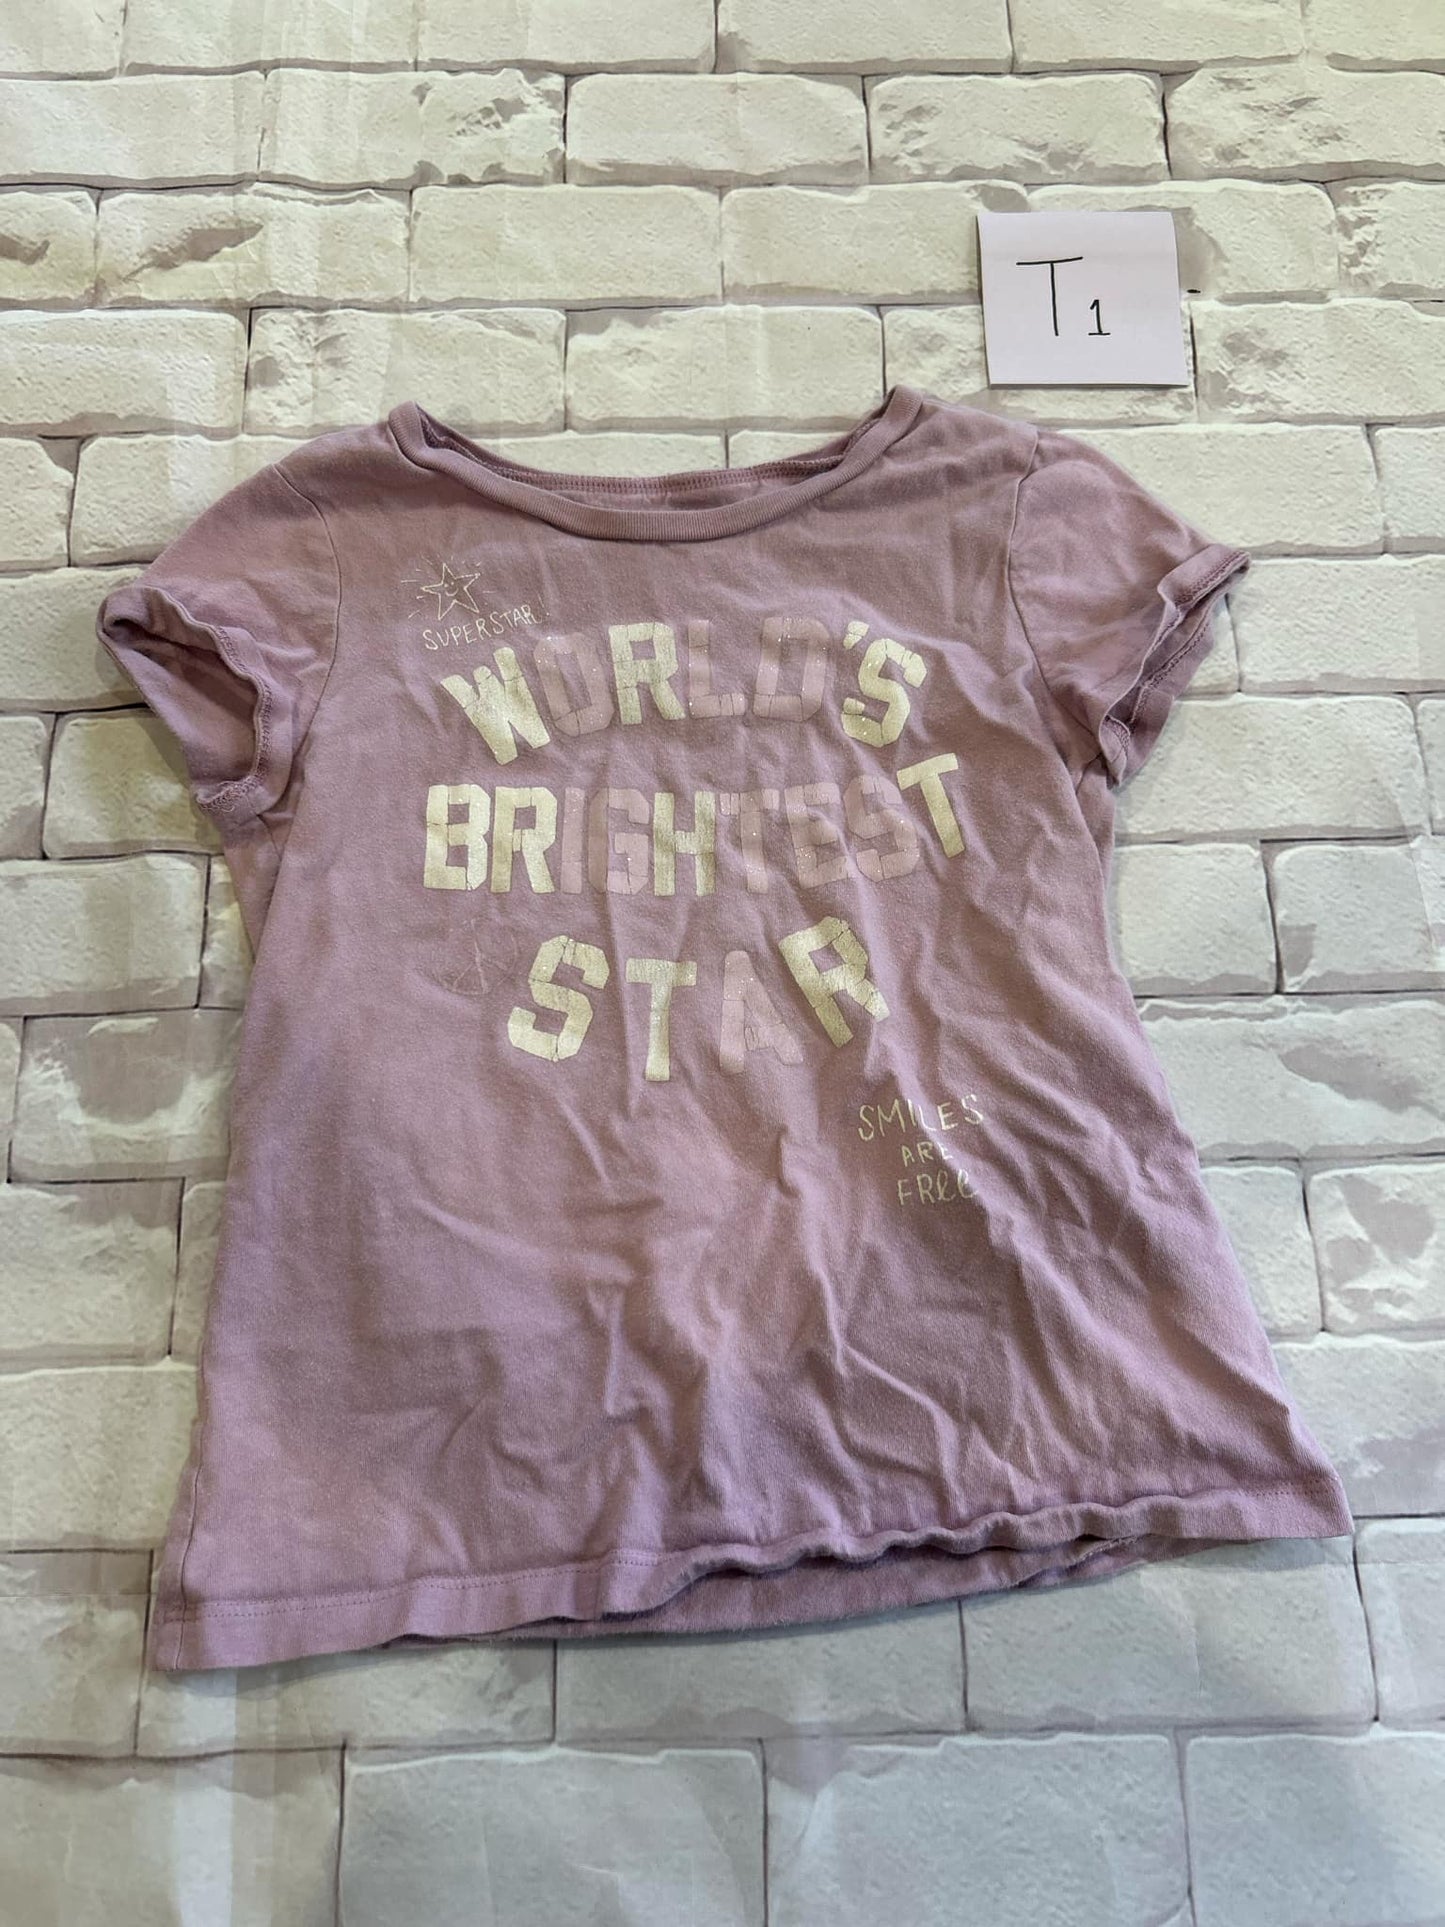 T1
SUPERSTAR!
WORLD'S
BRIGHTEST
STAR
SMILES
ARE
FRee